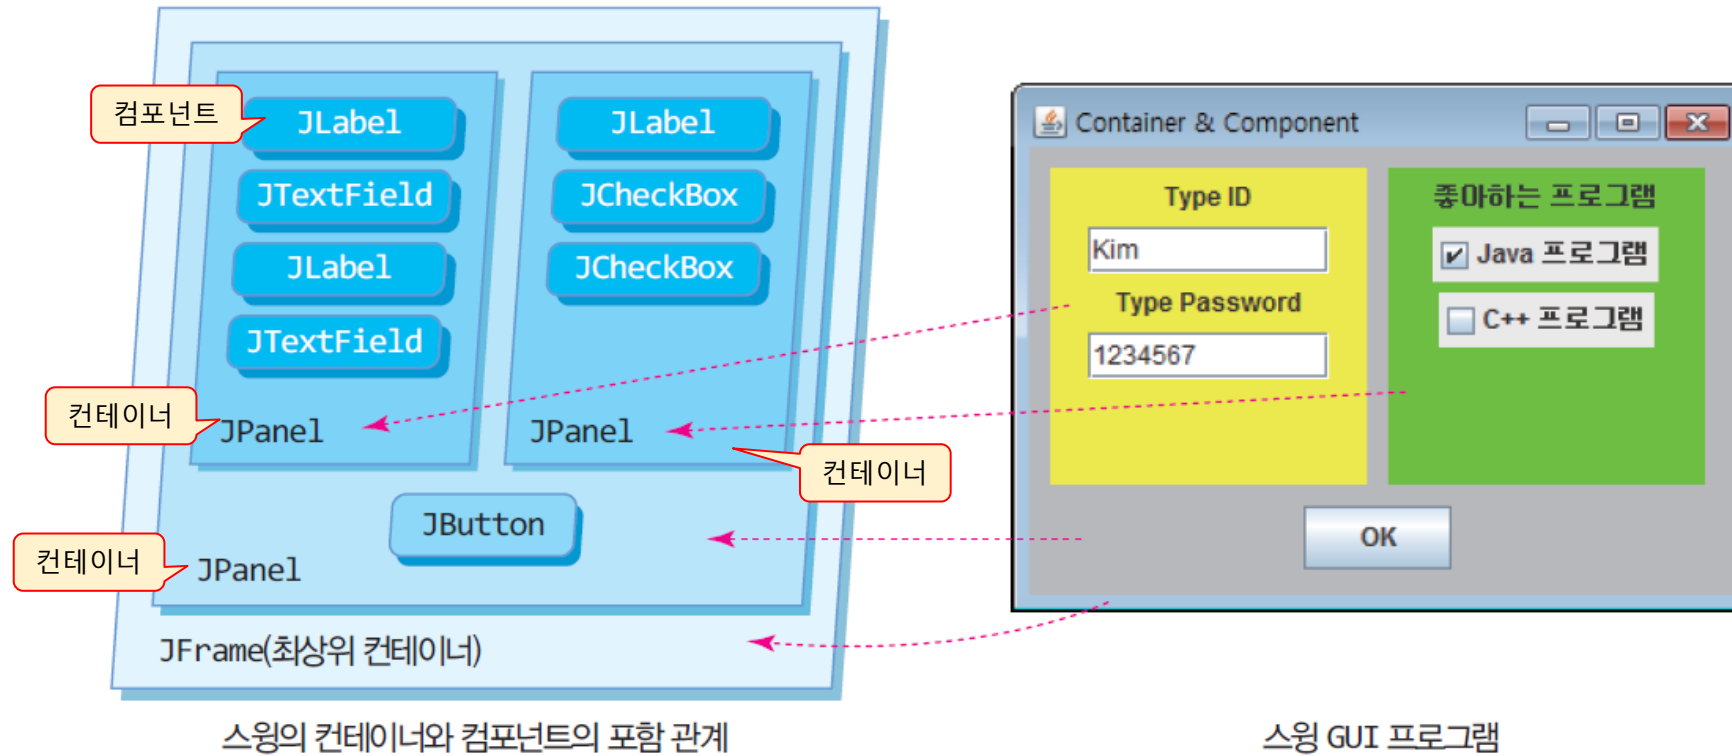 컴포넌트
JLabel
JTextField
JLabel
JTextField
컨테이너
JPanel
JLabel
JCheckBox
JCheckBox
JPanel
컨테이너
JButton
컨테이너
JPanel
JFrame(최상위 컨테이너)
스윙의 컨테이너와 컴포넌트의 포함 관계
Container & Component
Type ID
Kim
Type Password
1234567
좋아하는 프로그램
Java 프로그램
C++ 프로그램
OK
스윙 GUI 프로그램